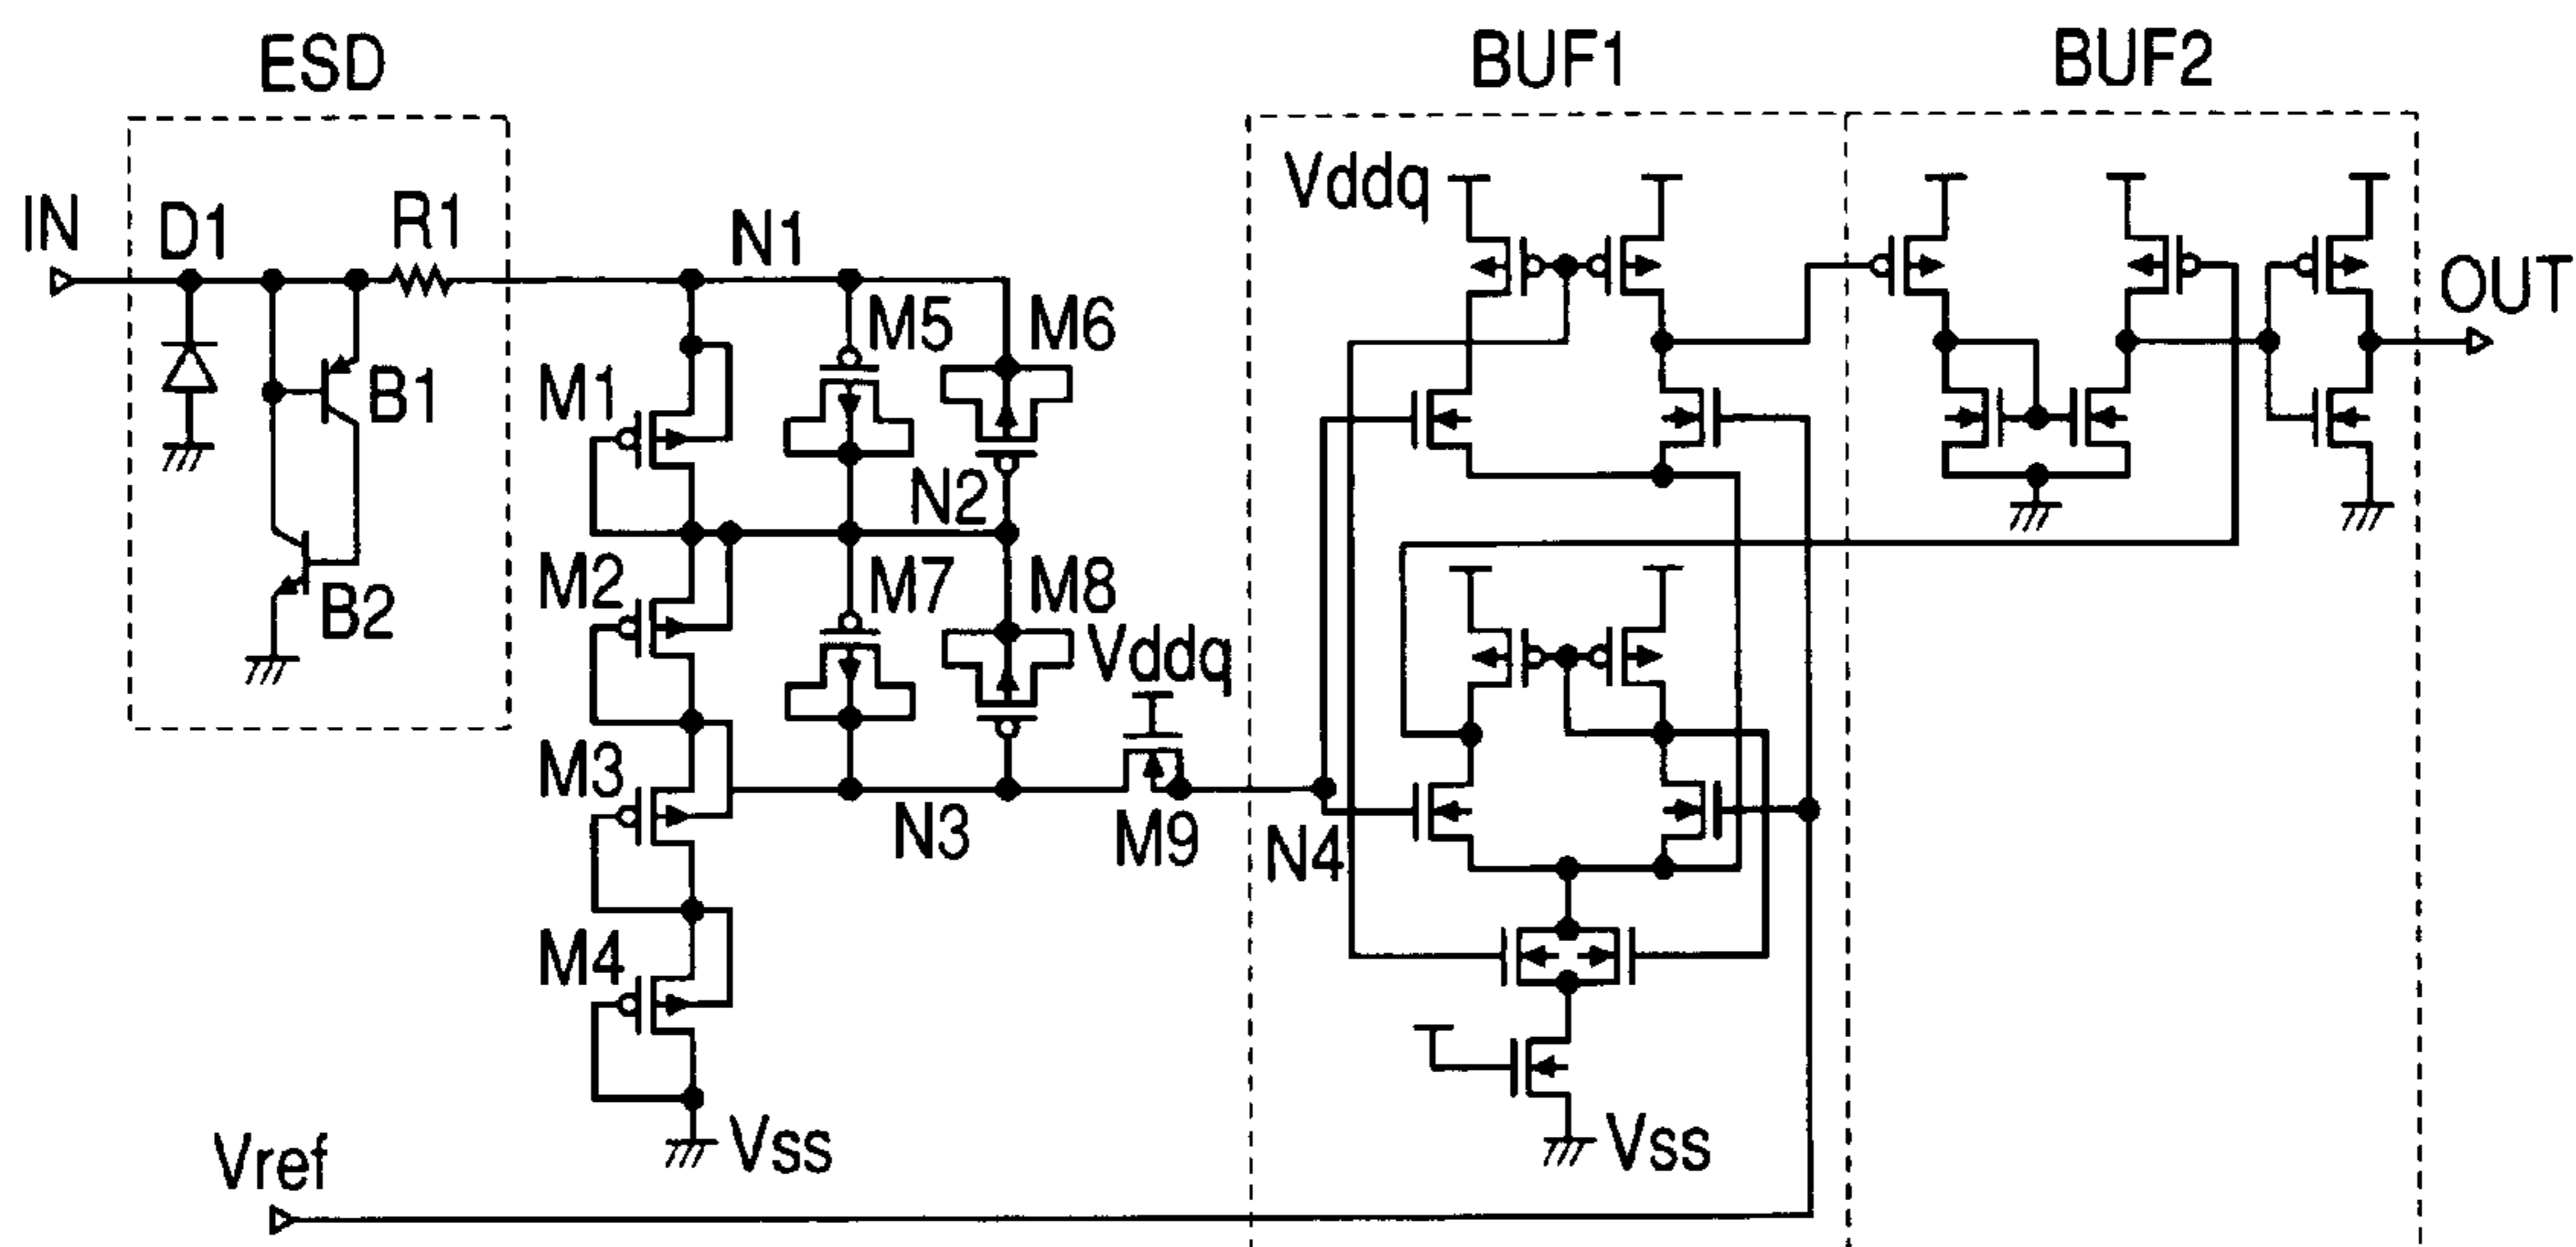 ESD
BUF1
BUF2
IN
D1
R1
N1
Vddq
OUT
M5
M6
M1
B1
N2
M2
M7
M8
B2
Vddq
M3
N3
M9
N4
M4
Vss
Vss
Vref